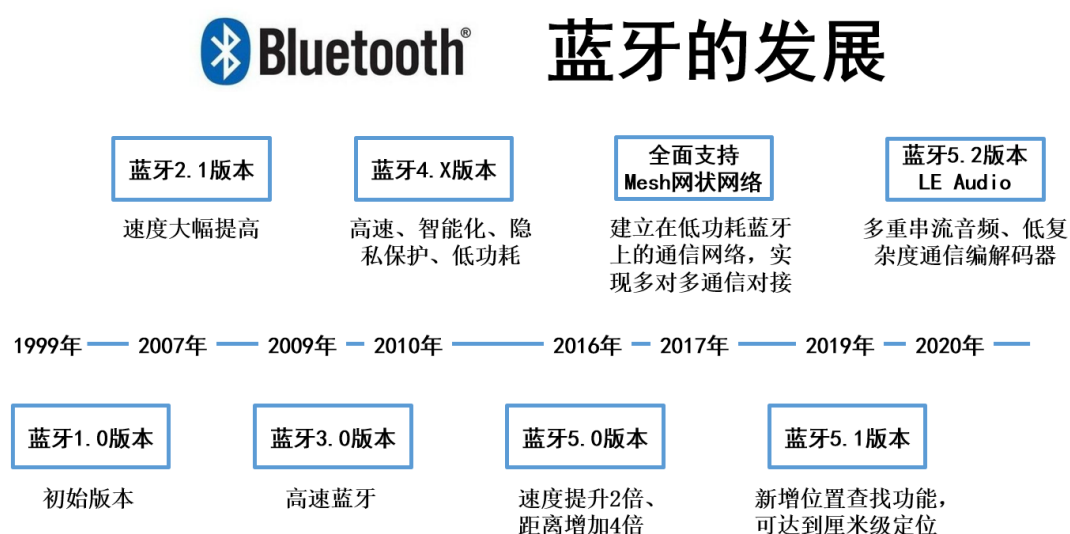 Bluetooth® 蓝牙的发展
蓝牙2.1版本
速度大幅提高
蓝牙4.X版本
高速、智能化、隐
私保护、低功耗
全面支持
Mesh网状网络
建立在低功耗蓝牙
上的通信网络，实
现多对多通信对接
蓝牙5.2版本
LE Audio
多重串流音频、低复
杂度通信编解码器
1999年 2007年 2009年 2010年 2016年 2017年 2019年 2020年
蓝牙1.0版本
初始版本
蓝牙3.0版本
高速蓝牙
蓝牙5.0版本
速度提升2倍、
距离增加4倍
蓝牙5.1版本
新增位置查找功能，
可达到厘米级定位